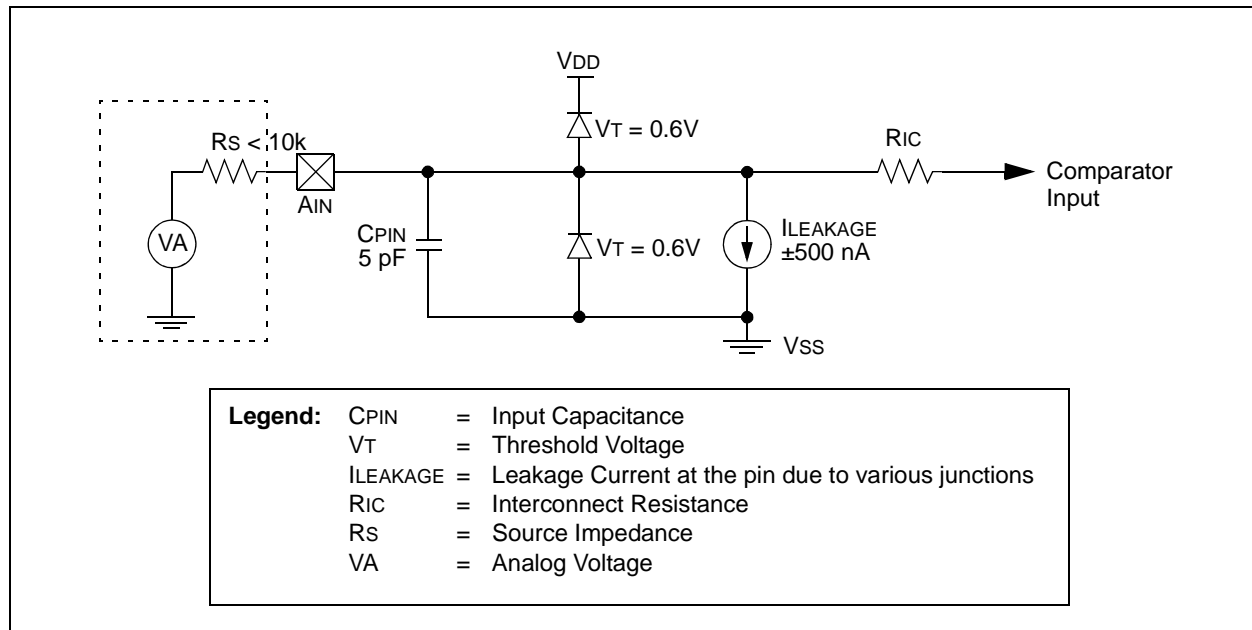 VDD
VT = 0.6V
RS < 10k
RIC
AIN
Comparator
Input
VA
CPIN
5 pF
VT = 0.6V
ILEAKAGE
±500 nA
VSS
Legend: CPIN = Input Capacitance
VT = Threshold Voltage
ILEAKAGE = Leakage Current at the pin due to various junctions
RIC = Interconnect Resistance
RS = Source Impedance
VA = Analog Voltage